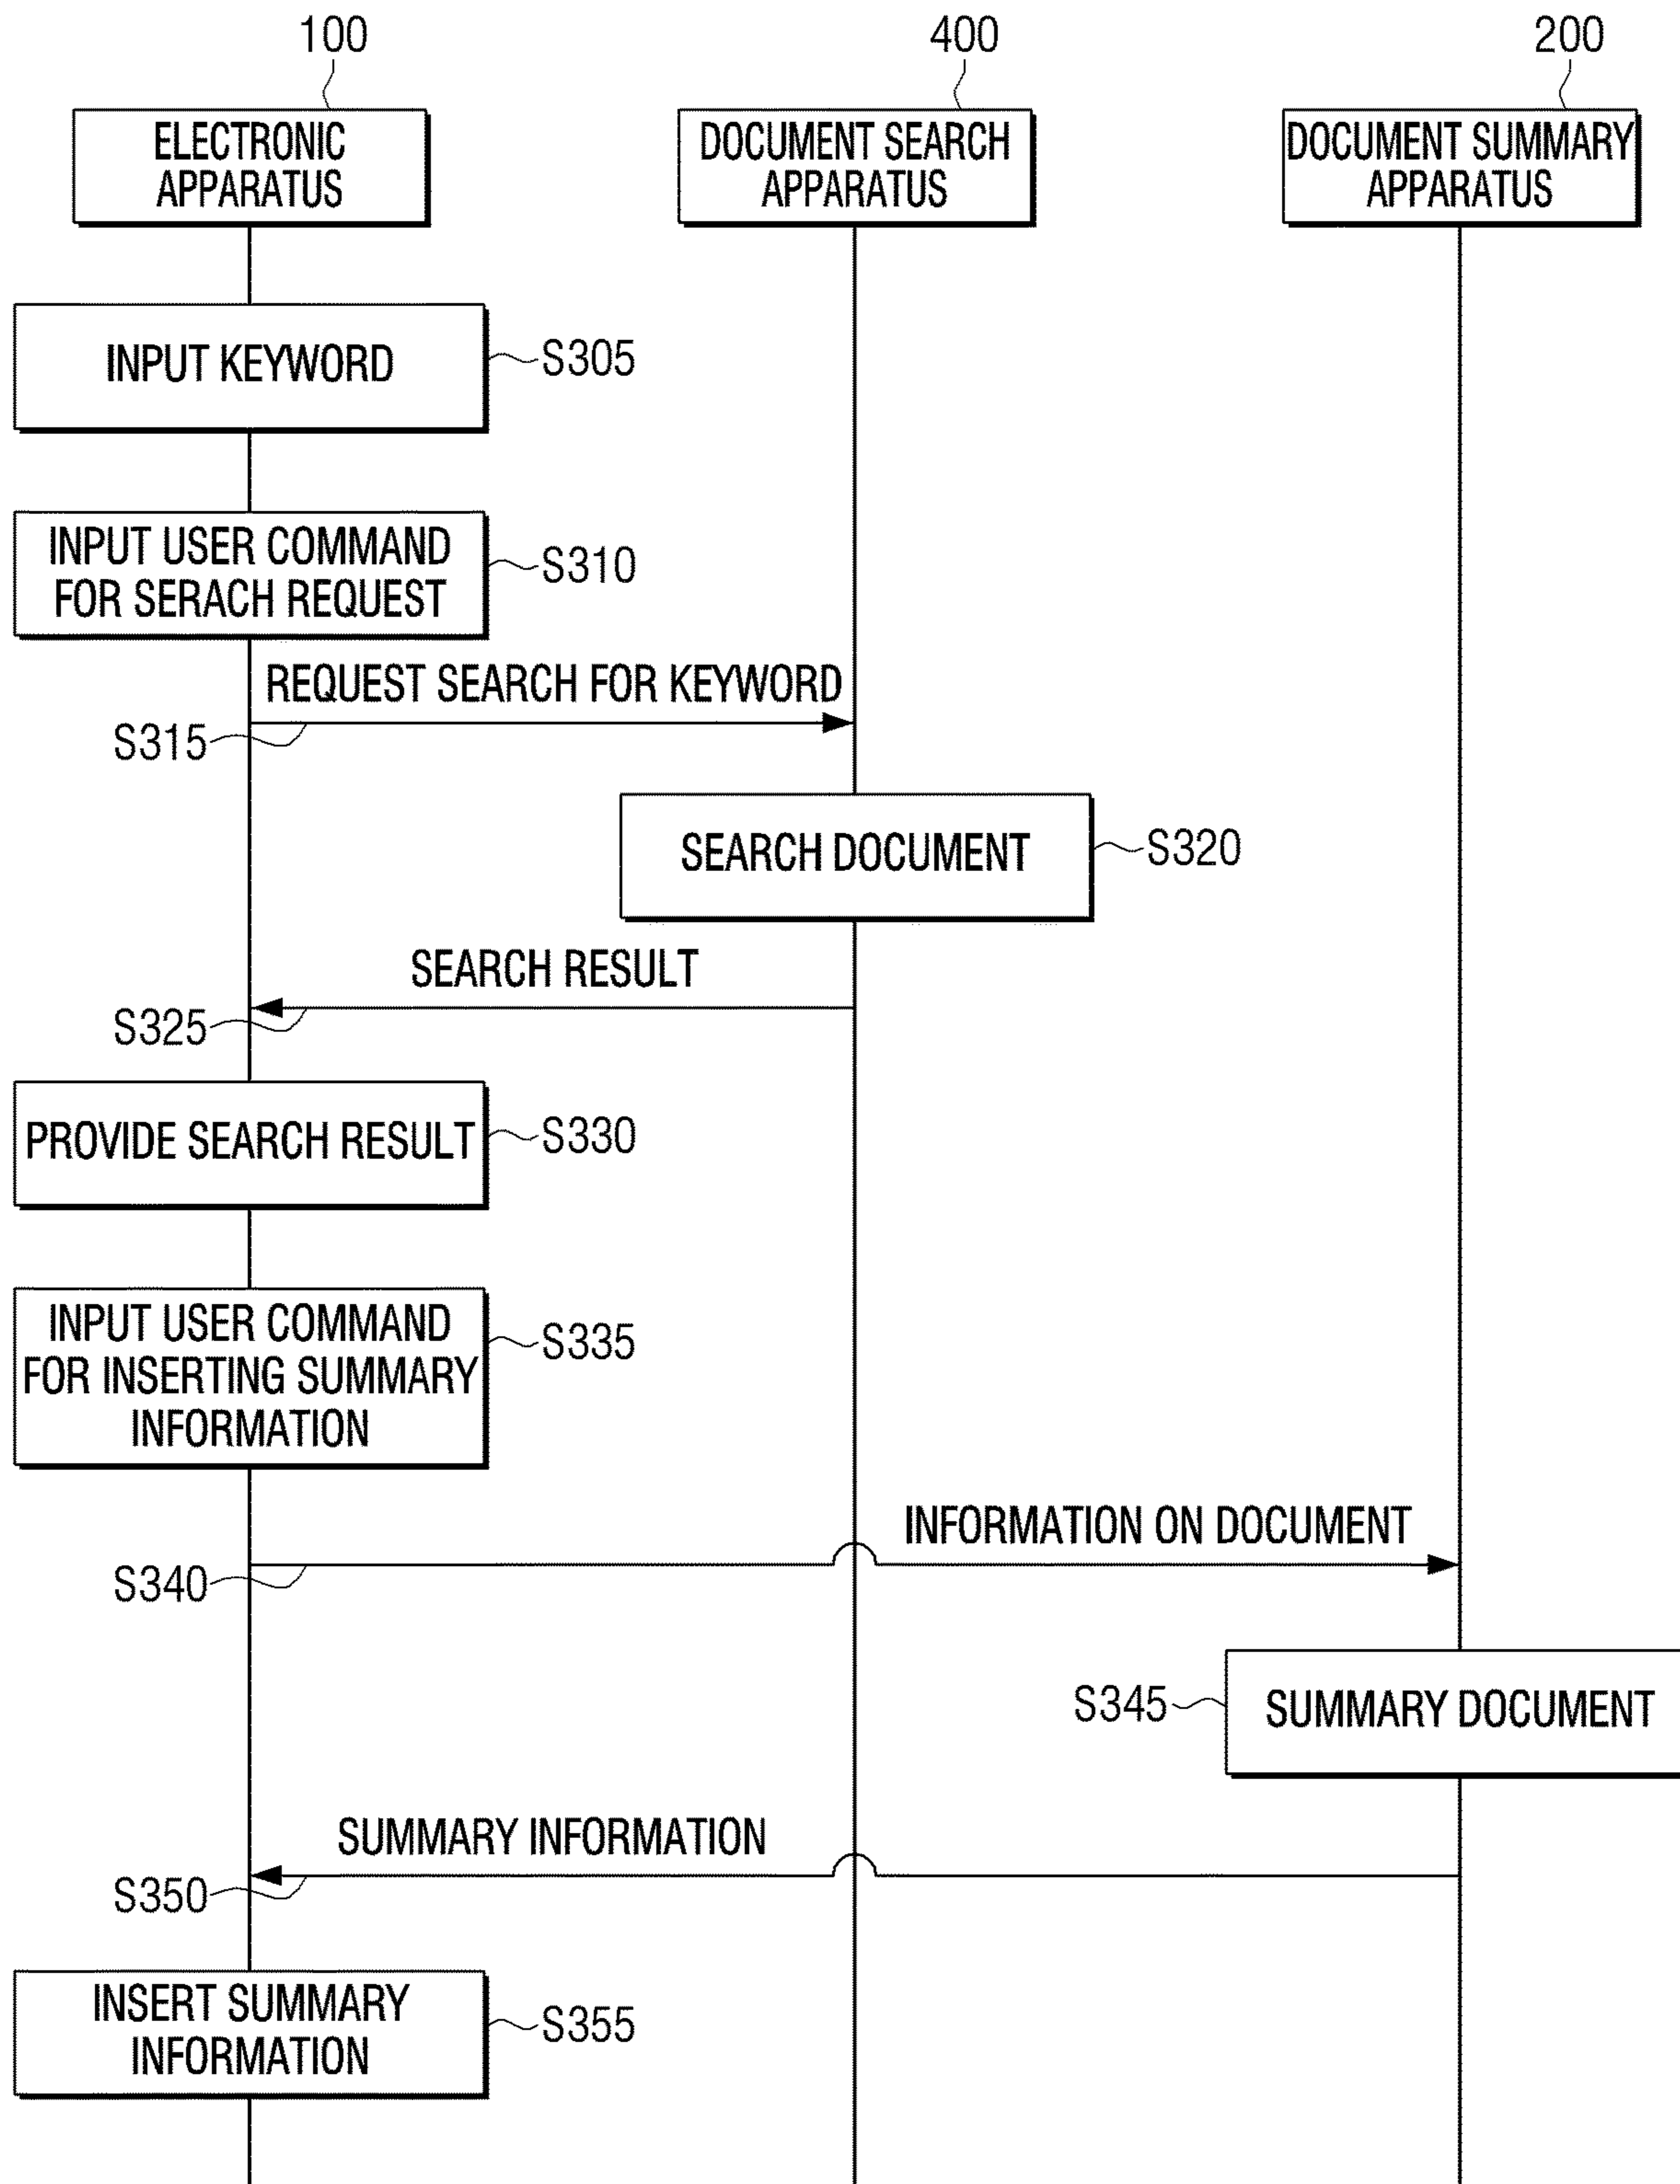 100
400
200
ELECTRONIC
APPARATUS
DOCUMENT SEARCH
APPARATUS
DOCUMENT SUMMARY
APPARATUS
INPUT KEYWORD
S305
INPUT USER COMMAND
FOR SERACH REQUEST
S310
REQUEST SEARCH FOR KEYWORD
S315
SEARCH DOCUMENT
S320
SEARCH RESULT
S325
PROVIDE SEARCH RESULT
S330
INPUT USER COMMAND
FOR INSERTING SUMMARY
INFORMATION
S335
INFORMATION ON DOCUMENT
S340
S345
SUMMARY DOCUMENT
SUMMARY INFORMATION
S350
INSERT SUMMARY
INFORMATION
S355